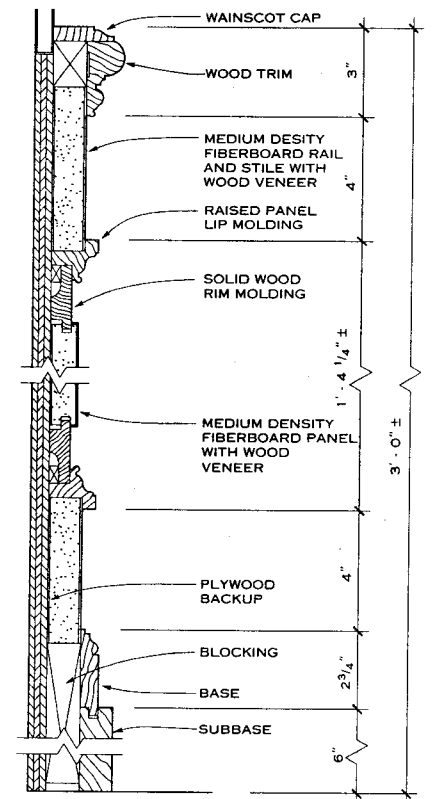 WAINSCOT CAP
WOOD TRIM
3"
MEDIUM DESITY
FIBERBOARD RAIL
AND STILE WITH
WOOD VENEER
4"
RAISED PANEL
LIP MOLDING
SOLID WOOD
RIM MOLDING
1' - 4 1/4" ±
3' - 0" ±
MEDIUM DENSITY
FIBERBOARD PANEL
WITH WOOD
VENEER
4"
PLYWOOD
BACKUP
BLOCKING
2 3/4"
BASE
SUBBASE
6"